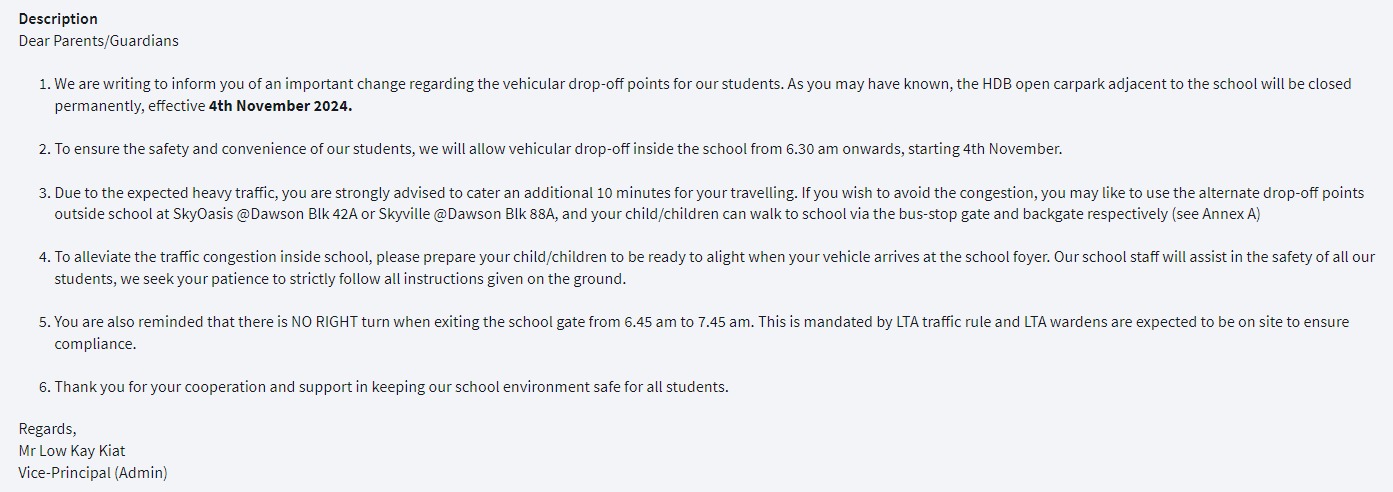 Description
Dear Parents/Guardians
1. We are writing to inform you of an important change regarding the vehicular drop-off points for our students. As you may have known, the HDB open carpark adjacent to the school will be closed
permanently, effective 4th November 2024.
2. To ensure the safety and convenience of our students, we will allow vehicular drop-off inside the school from 6.30 am onwards, starting 4th November.
3. Due to the expected heavy traffic, you are strongly advised to cater an additional 10 minutes for your travelling. If you wish to avoid the congestion, you may like to use the alternate drop-off points
outside school at SkyOasis @Dawson Blk 42A or Skyville @Dawson Blk 88A, and your child/children can walk to school via the bus-stop gate and backgate respectively (see Annex A)
4. To alleviate the traffic congestion inside school, please prepare your child/children to be ready to alight when your vehicle arrives at the school foyer. Our school staff will assist in the safety of all our
students, we seek your patience to strictly follow all instructions given on the ground.
5. You are also reminded that there is NO RIGHT turn when exiting the school gate from 6.45 am to 7.45 am. This is mandated by LTA traffic rule and LTA wardens are expected to be on site to ensure
compliance.
6. Thank you for your cooperation and support in keeping our school environment safe for all students.
Regards,
Mr Low Kay Kiat
Vice-Principal (Admin)